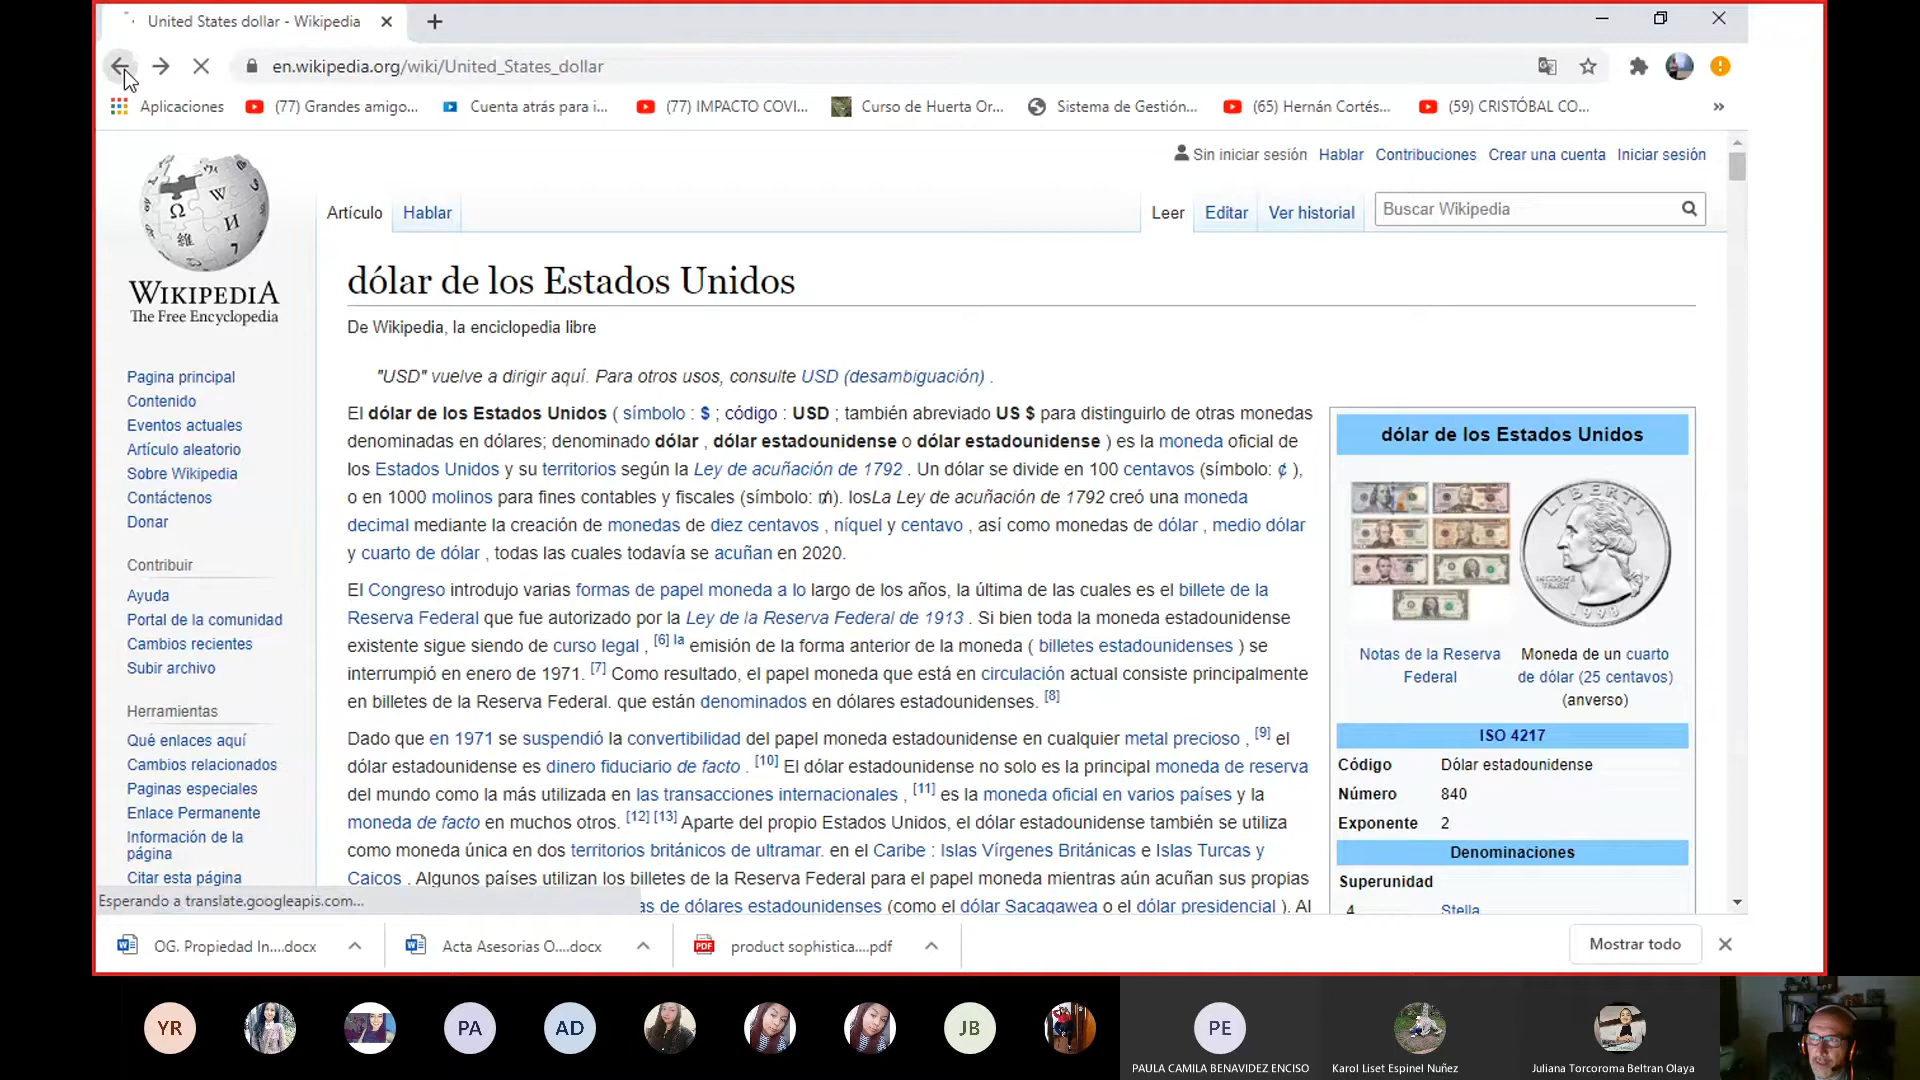 United States dollar - Wikipedia
en.wikipedia.org/wiki/United_States_dollar
Aplicaciones
(77) Grandes amigo...
Cuenta atrás para i...
(77) IMPACTO COVI...
Curso de Huerta Or...
Sistema de Gestión...
(65) Hernán Cortés...
(59) CRISTÓBAL CO...
»
Sin iniciar sesión Hablar Contribuciones Crear una cuenta Iniciar sesión
Artículo Hablar Leer Editar Ver historial Buscar Wikipedia
WIKIPEDIA
The Free Encyclopedia
Pagina principal
Contenido
Eventos actuales
Artículo aleatorio
Sobre Wikipedia
Contáctenos
Donar
Contribuir
Ayuda
Portal de la comunidad
Cambios recientes
Subir archivo
Herramientas
Qué enlaces aquí
Cambios relacionados
Paginas especiales
Enlace Permanente
Información de la
página
Citar esta página
dólar de los Estados Unidos
De Wikipedia, la enciclopedia libre
"USD" vuelve a dirigir aquí. Para otros usos, consulte USD (desambiguación) .
El dólar de los Estados Unidos ( símbolo : $ ; código : USD ; también abreviado US $ para distinguirlo de otras monedas
denominadas en dólares; denominado dólar , dólar estadounidense o dólar estadounidense ) es la moneda oficial de
los Estados Unidos y su territorios según la Ley de acuñación de 1792 . Un dólar se divide en 100 centavos (símbolo: ¢ ),
o en 1000 molinos para fines contables y fiscales (símbolo: ₥). losLa Ley de acuñación de 1792 creó una moneda
decimal mediante la creación de monedas de diez centavos , níquel y centavo , así como monedas de dólar , medio dólar
y cuarto de dólar , todas las cuales todavía se acuñan en 2020.
El Congreso introdujo varias formas de papel moneda a lo largo de los años, la última de las cuales es el billete de la
Reserva Federal que fue autorizado por la Ley de la Reserva Federal de 1913 . Si bien toda la moneda estadounidense
existente sigue siendo de curso legal , [6] la emisión de la forma anterior de la moneda ( billetes estadounidenses ) se
interrumpió en enero de 1971. [7] Como resultado, el papel moneda que está en circulación actual consiste principalmente
en billetes de la Reserva Federal. que están denominados en dólares estadounidenses. [8]
Dado que en 1971 se suspendió la convertibilidad del papel moneda estadounidense en cualquier metal precioso , [9] el
dólar estadounidense es dinero fiduciario de facto . [10] El dólar estadounidense no solo es la principal moneda de reserva
del mundo como la más utilizada en las transacciones internacionales , [11] es la moneda oficial en varios países y la
moneda de facto en muchos otros. [12] [13] Aparte del propio Estados Unidos, el dólar estadounidense también se utiliza
como moneda única en dos territorios británicos de ultramar. en el Caribe : Islas Vírgenes Británicas e Islas Turcas y
Caicos . Algunos países utilizan los billetes de la Reserva Federal para el papel moneda mientras aún acuñan sus propias
as de dólares estadounidenses (como el dólar Sacagawea o el dólar presidencial ). Al
dólar de los Estados Unidos
LIBERTY
1998
Notas de la Reserva
Federal
Moneda de un cuarto
de dólar (25 centavos)
(anverso)
ISO 4217
Código Dólar estadounidense
Número 840
Exponente 2
Denominaciones
Superunidad
4 Stella
Esperando a translate.googleapis.com...
OG. Propiedad In....docx
Acta Asesorias O....docx
PDF
product sophistica....pdf
Mostrar todo
YR
PA
AD
JB
PE
PAULA CAMILA BENAVIDEZ ENCISO
Karol Liset Espinel Nuñez
Juliana Torcoroma Beltran Olaya